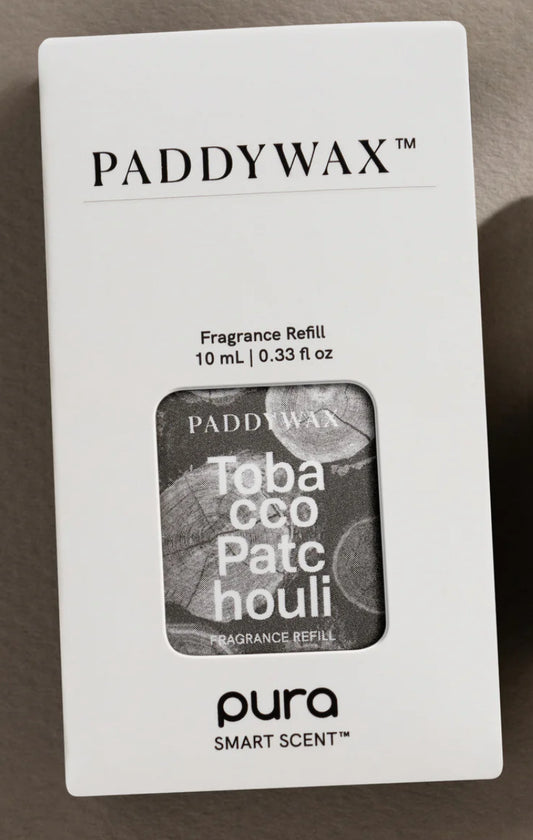 PADDYWAX™
Fragrance Refill
10 mL | 0.33 fl oz
PADDYWAX
Toba
cco
Patc
houli
FRAGRANCE REFILL
pura
SMART SCENT™